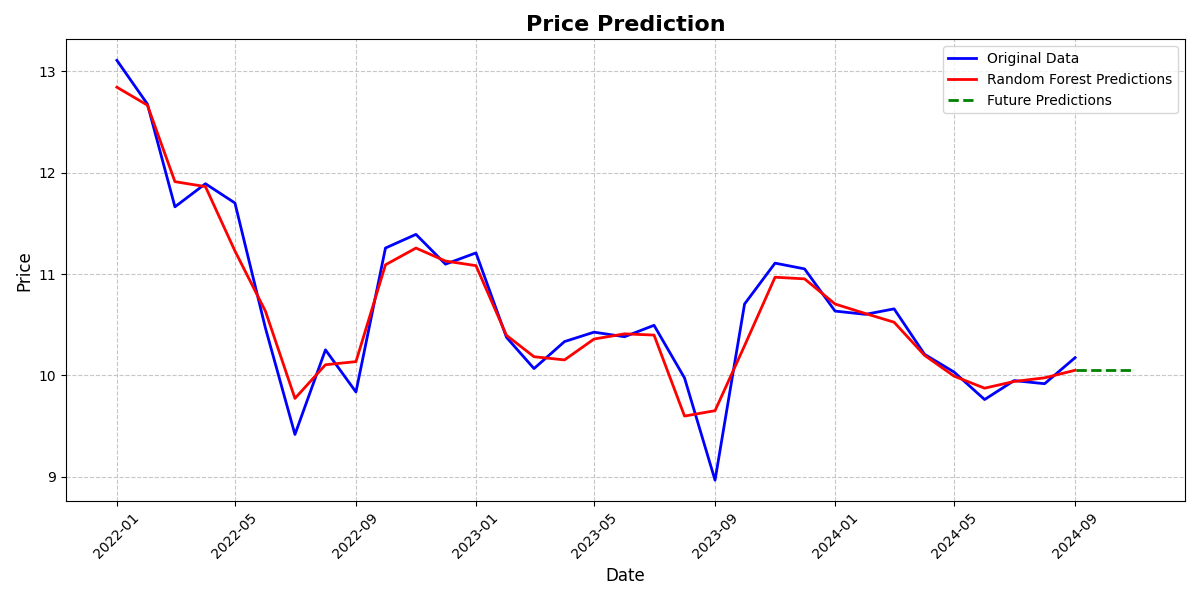 Price Prediction
Original Data
Random Forest Predictions
Future Predictions
Price
13
12
11
10
9
2022-01
2022-05
2022-09
2023-01
2023-05
2023-09
2024-01
2024-05
2024-09
Date